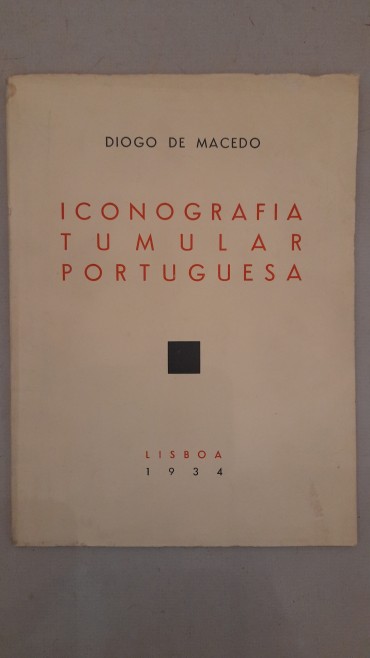 DIOGO DE MACEDO
ICONOGRAFIA
TUMULAR
PORTUGUESA
LISBOA
1934